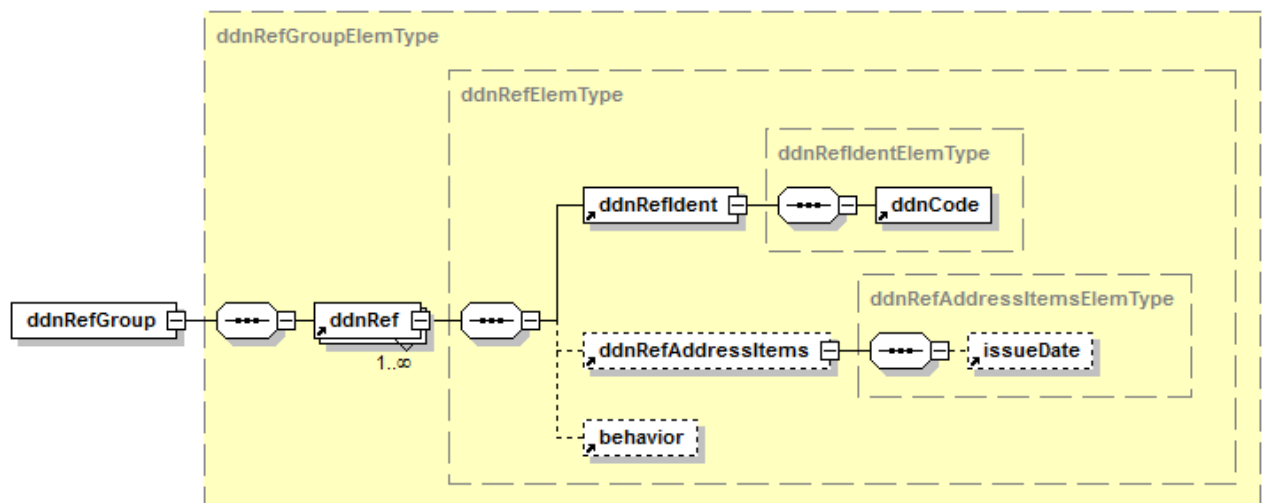 ddnRefGroupElemType
ddnRefElemType
ddnRefIdentElemType
ddnRefIdent
ddnCode
ddnRefAddressItemsElemType
ddnRefGroup
ddnRef
1..∞
ddnRefAddressItems
issueDate
behavior